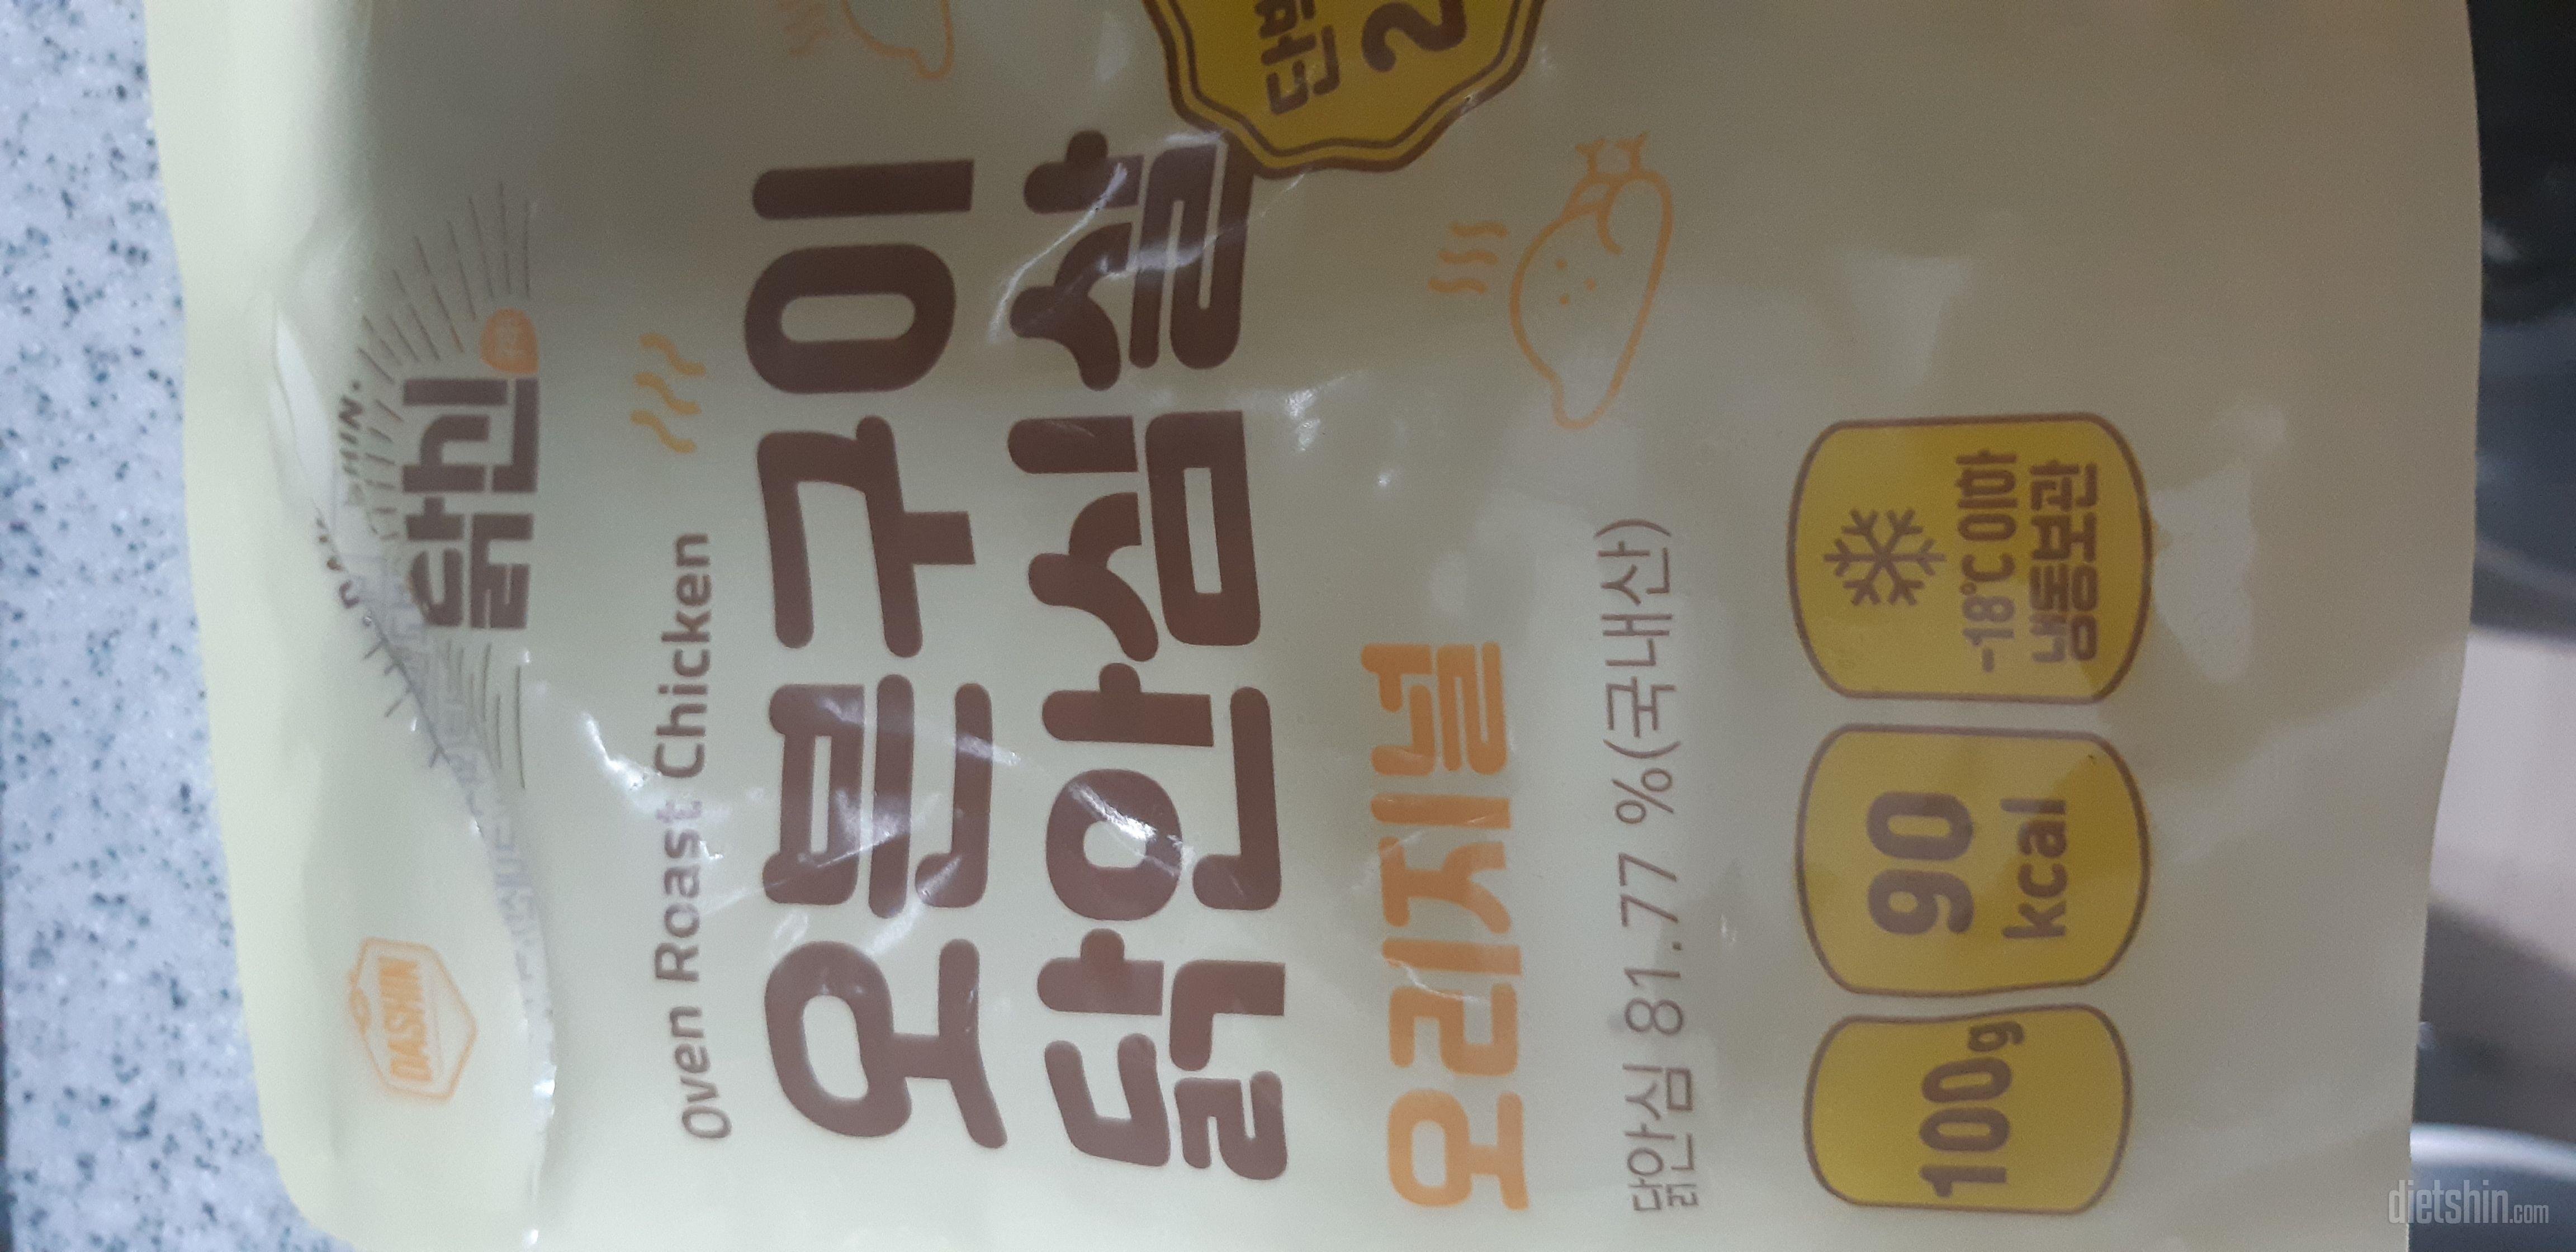 DASHIN
닭신
Oven Roast Chicken
오븐구이
닭안심살
오리지널
닭안심 81.77 %(국내산)
100g
90
kcal
-18℃ 이하
냉동보관
dietshin.com